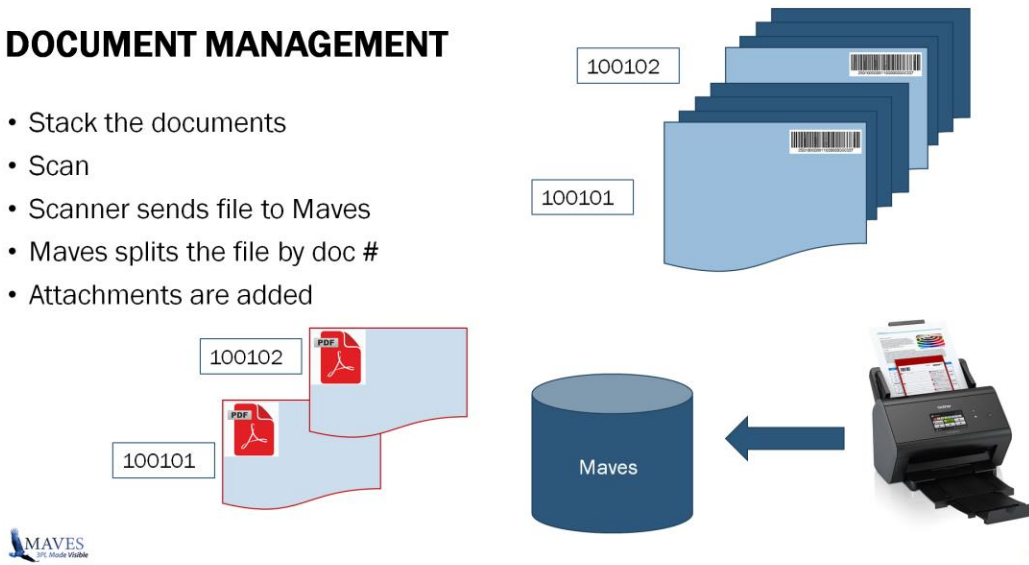 DOCUMENT MANAGEMENT
• Stack the documents
• Scan
• Scanner sends file to Maves
• Maves splits the file by doc #
• Attachments are added
100102
100101
PDF
100102
PDF
100101
Maves
MAVES
3PL Made Visible